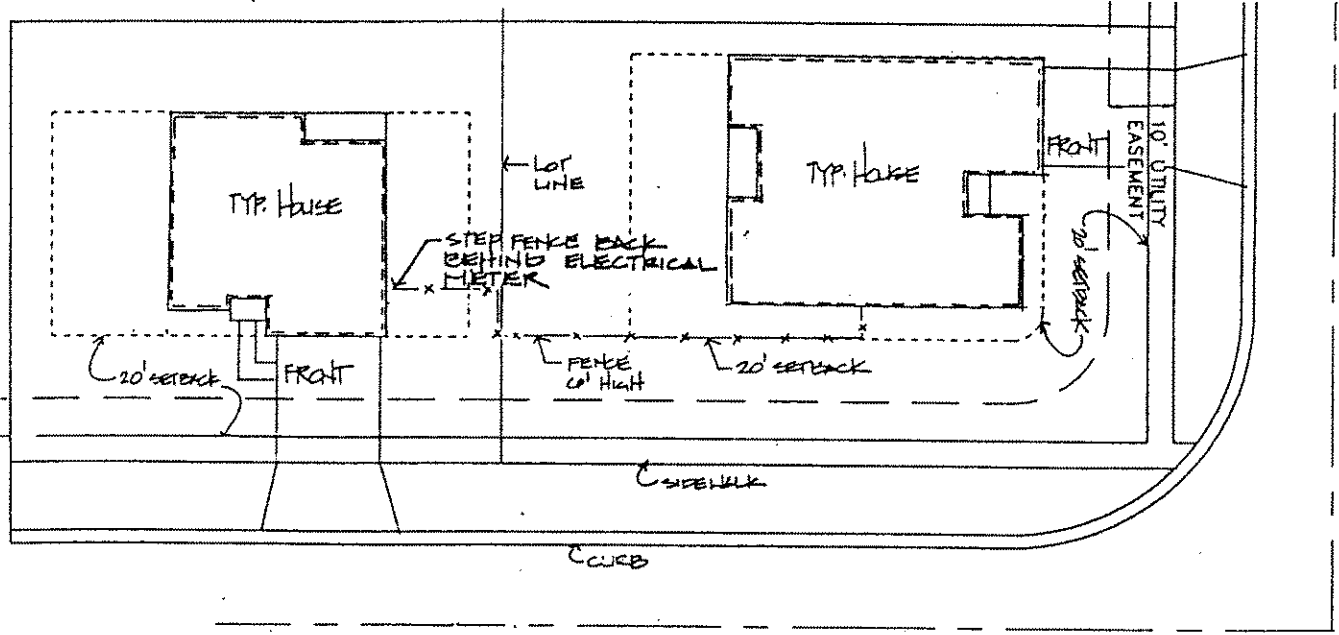 TYP. HOUSE
LOT
LINE
STEP FENCE BACK
BEHIND ELECTRICAL
METER
TYP. HOUSE
FRONT
10' UTILITY
EASEMENT
20' SETBACK
20' SETBACK
FRONT
FENCE
6' HIGH
20' SETBACK
SIDEWALK
CURB